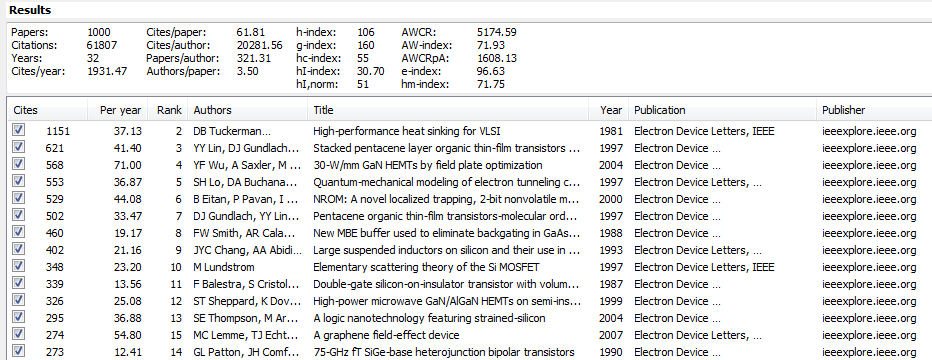 Results
Papers: 1000 Cites/paper: 61.81 h-index: 106 AWCR: 5174.59
Citations: 61807 Cites/author: 20281.56 g-index: 160 AW-index: 71.93
Years: 32 Papers/author: 321.31 hc-index: 55 AWCRpA: 1608.13
Cites/year: 1931.47 Authors/paper: 3.50 hI-index: 30.70 e-index: 96.63
hI,norm: 51 hm-index: 71.75
Cites Per year Rank Authors Title Year Publication Publisher
1151 37.13 2 DB Tuckerman... High-performance heat sinking for VLSI 1981 Electron Device Letters, IEEE ieeexplore.ieee.org
621 41.40 3 YY Lin, DJ Gundlach... Stacked pentacene layer organic thin-film transistors ... 1997 Electron Device ... ieeexplore.ieee.org
568 71.00 4 YF Wu, A Saxler, M ... 30-W/mm GaN HEMTs by field plate optimization 2004 Electron Device ... ieeexplore.ieee.org
553 36.87 5 SH Lo, DA Buchana... Quantum-mechanical modeling of electron tunneling c... 1997 Electron Device Letters, ... ieeexplore.ieee.org
529 44.08 6 B Eitan, P Pavan, I ... NROM: A novel localized trapping, 2-bit nonvolatile m... 2000 Electron Device ... ieeexplore.ieee.org
502 33.47 7 DJ Gundlach, YY Lin... Pentacene organic thin-film transistors-molecular ord... 1997 Electron Device ... ieeexplore.ieee.org
460 19.17 8 FW Smith, AR Cala... New MBE buffer used to eliminate backgating in GaAs... 1988 Electron Device ... ieeexplore.ieee.org
402 21.16 9 JYC Chang, AA Abidi... Large suspended inductors on silicon and their use in ... 1993 Electron Device Letters, ... ieeexplore.ieee.org
348 23.20 10 M Lundstrom Elementary scattering theory of the Si MOSFET 1997 Electron Device Letters, IEEE ieeexplore.ieee.org
339 13.56 11 F Balestra, S Cristol... Double-gate silicon-on-insulator transistor with volum... 1987 Electron Device Letters, ... ieeexplore.ieee.org
326 25.08 12 ST Sheppard, K Dov... High-power microwave GaN/AlGaN HEMTs on semi-ins... 1999 Electron Device ... ieeexplore.ieee.org
295 36.88 13 SE Thompson, M Ar... A logic nanotechnology featuring strained-silicon 2004 Electron Device ... ieeexplore.ieee.org
274 54.80 15 MC Lemme, TJ Echt... A graphene field-effect device 2007 Electron Device Letters, ... ieeexplore.ieee.org
273 12.41 14 GL Patton, JH Comf... 75-GHz fT SiGe-base heterojunction bipolar transistors 1990 Electron Device ... ieeexplore.ieee.org